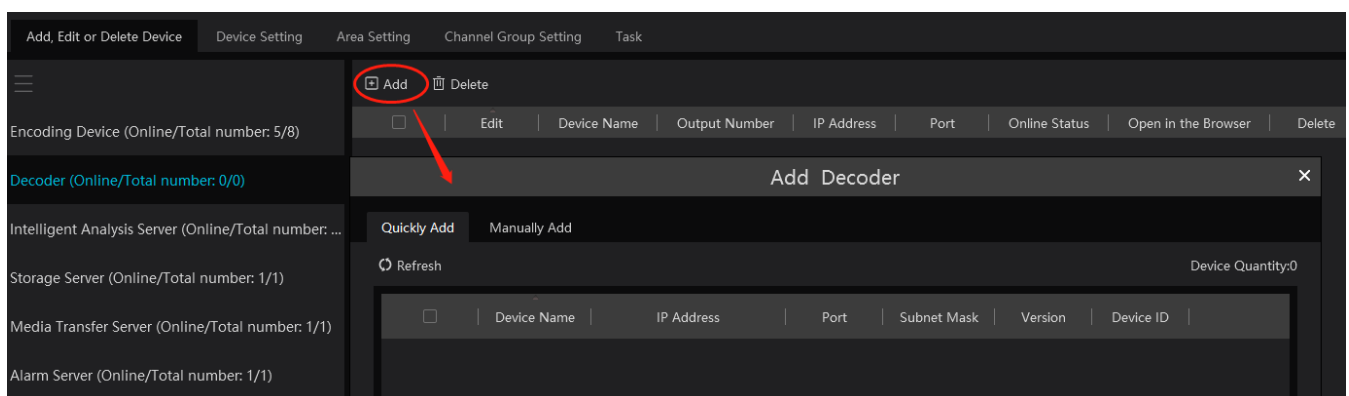 Add, Edit or Delete Device Device Setting Area Setting Channel Group Setting Task
Add Delete
Encoding Device (Online/Total number: 5/8)
Edit Device Name Output Number IP Address Port Online Status Open in the Browser Delete
Decoder (Online/Total number: 0/0)
Add Decoder
Intelligent Analysis Server (Online/Total number: ...
Quickly Add Manually Add
Storage Server (Online/Total number: 1/1)
Refresh Device Quantity:0
Media Transfer Server (Online/Total number: 1/1)
Device Name IP Address Port Subnet Mask Version Device ID
Alarm Server (Online/Total number: 1/1)